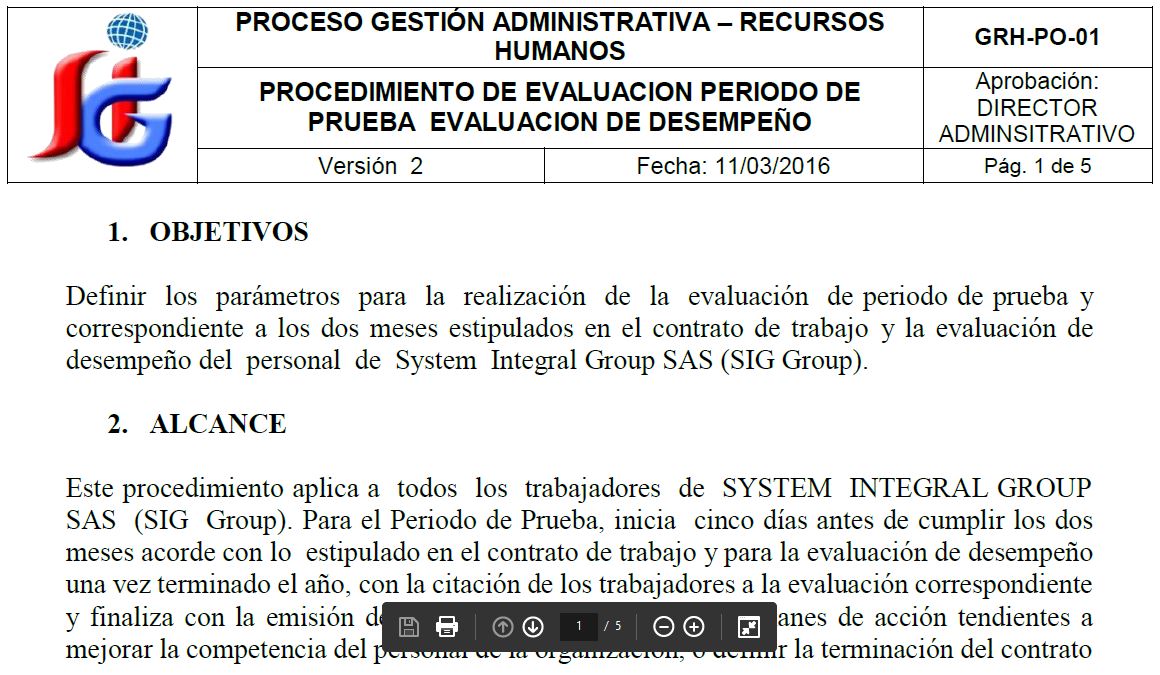 PROCESO GESTIÓN ADMINISTRATIVA – RECURSOS
HUMANOS
GRH-PO-01
PROCEDIMIENTO DE EVALUACION PERIODO DE
PRUEBA EVALUACION DE DESEMPEÑO
Aprobación:
DIRECTOR
ADMINSITRATIVO
Versión 2
Fecha: 11/03/2016
Pág. 1 de 5
1. OBJETIVOS
Definir los parámetros para la realización de la evaluación de periodo de prueba y
correspondiente a los dos meses estipulados en el contrato de trabajo y la evaluación de
desempeño del personal de System Integral Group SAS (SIG Group).
2. ALCANCE
Este procedimiento aplica a todos los trabajadores de SYSTEM INTEGRAL GROUP
SAS (SIG Group). Para el Periodo de Prueba, inicia cinco días antes de cumplir los dos
meses acorde con lo estipulado en el contrato de trabajo y para la evaluación de desempeño
una vez terminado el año, con la citación de los trabajadores a la evaluación correspondiente
y finaliza con la emisión de acción tendientes a
mejorar la competencia del personal de la organización, o definir la terminación del contrato
1 / 5